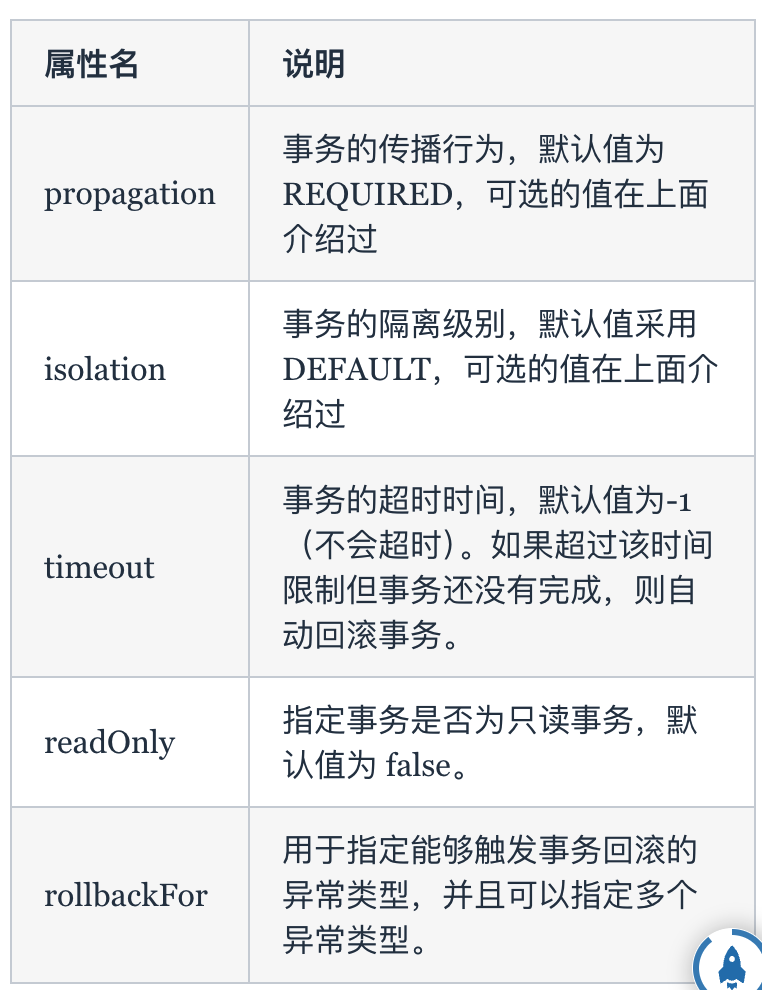 属性名 说明
事务的传播行为，默认值为
propagation REQUIRED，可选的值在上面
介绍过
事务的隔离级别，默认值采用
isolation DEFAULT，可选的值在上面介
绍过
事务的超时时间，默认值为-1
（不会超时）。如果超过该时间
timeout 限制但事务还没有完成，则自
动回滚事务。
指定事务是否为只读事务，默
readOnly
认值为 false。
用于指定能够触发事务回滚的
rollbackFor 异常类型，并且可以指定多个
异常类型。